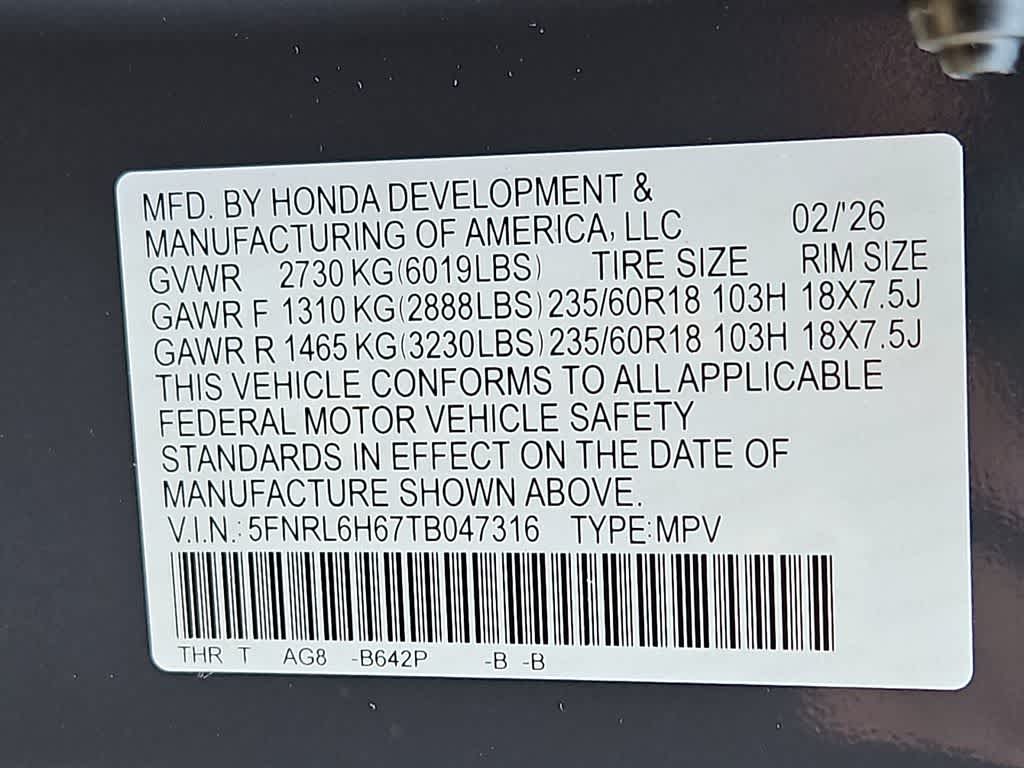 MFD. BY HONDA DEVELOPMENT &
MANUFACTURING OF AMERICA, LLC 02/'26
GVWR 2730 KG(6019LBS) TIRE SIZE RIM SIZE
GAWR F 1310 KG(2888LBS) 235/60R18 103H 18X7.5J
GAWR R 1465 KG(3230LBS) 235/60R18 103H 18X7.5J
THIS VEHICLE CONFORMS TO ALL APPLICABLE
FEDERAL MOTOR VEHICLE SAFETY
STANDARDS IN EFFECT ON THE DATE OF
MANUFACTURE SHOWN ABOVE.
V.I.N.: 5FNRL6H67TB047316 TYPE:MPV
THR T AG8 -B642P -B -B